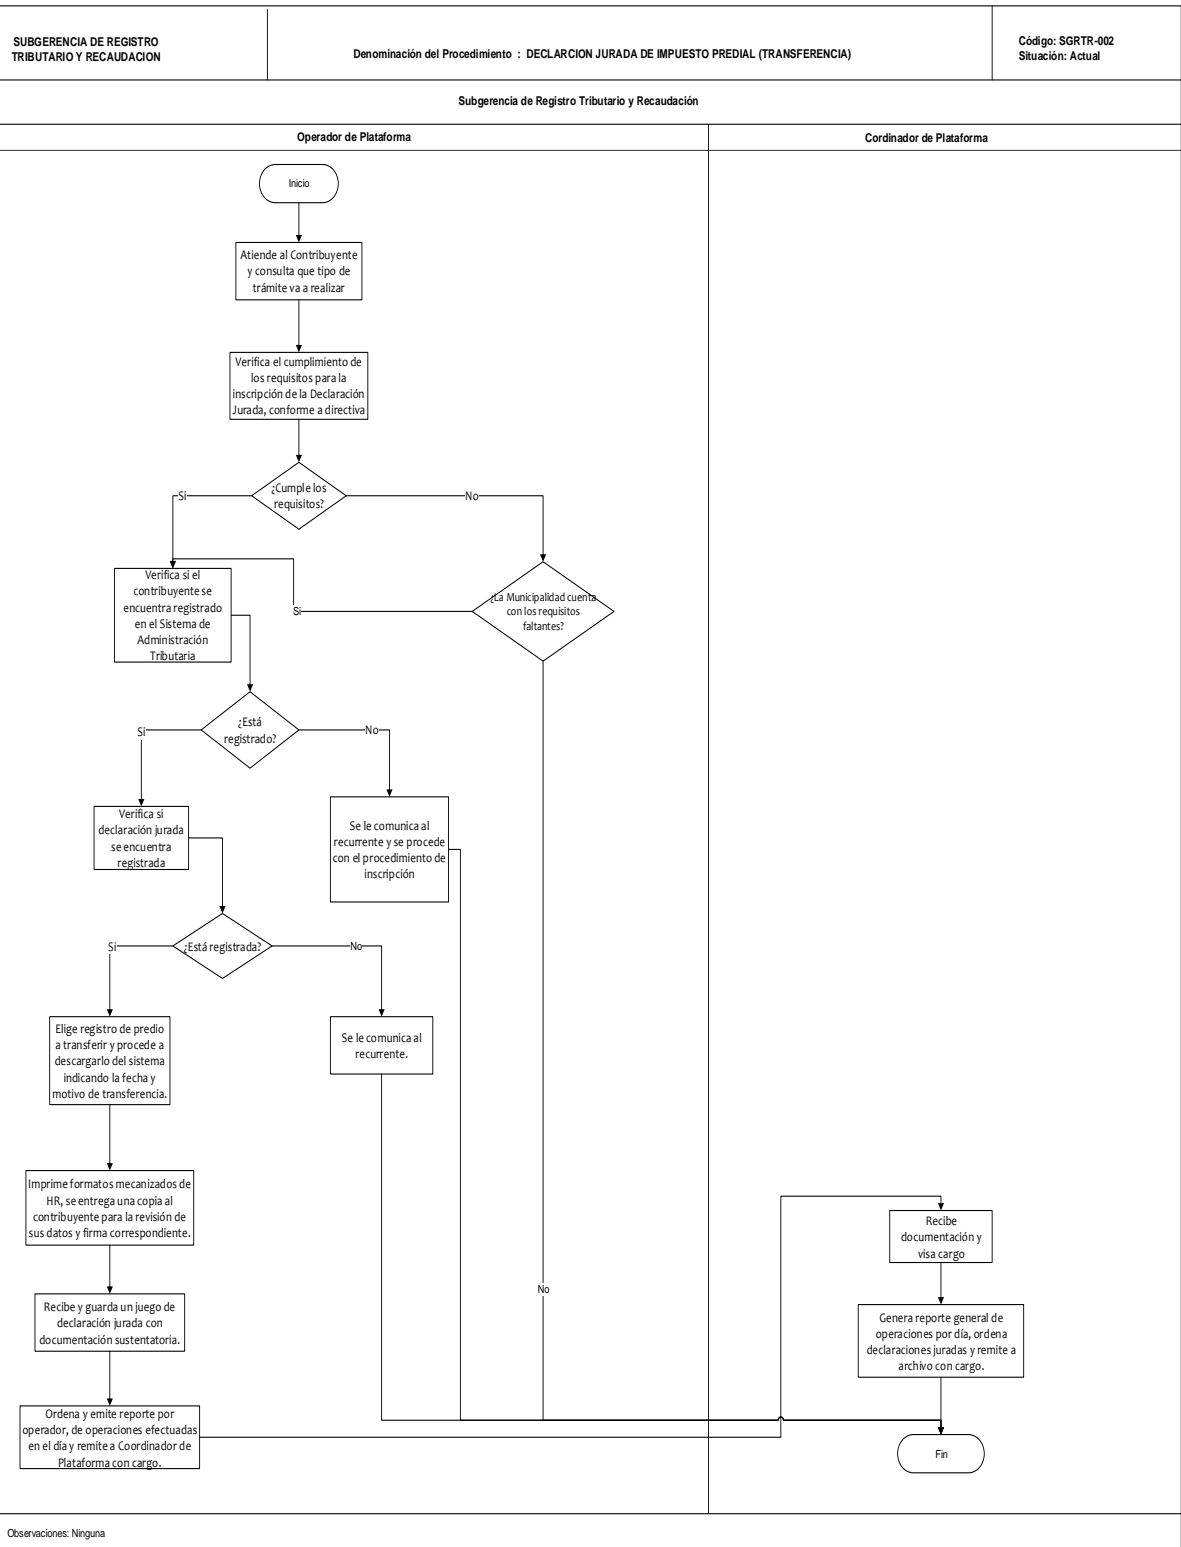 SUBGERENCIA DE REGISTRO
TRIBUTARIO Y RECAUDACION
Denominación del Procedimiento : DECLARCION JURADA DE IMPUESTO PREDIAL (TRANSFERENCIA)
Código: SGRTR-002
Situación: Actual
Subgerencia de Registro Tributario y Recaudación
Operador de Plataforma
Cordinador de Plataforma
Inicio
Atiende al Contribuyente
y consulta que tipo de
trámite va a realizar
Verifica el cumplimiento de
los requisitos para la
inscripción de la Declaración
Jurada, conforme a directiva
¿Cumple los
requisitos?
Si
No
Verifica si el
contribuyente se
encuentra registrado
en el Sistema de
Administración
Tributaria
¿La Municipalidad cuenta
con los requisitos
faltantes?
Si
¿Está
registrado?
Si
No
Verifica si
declaración jurada
se encuentra
registrada
Se le comunica al
recurrente y se procede
con el procedimiento de
inscripción
¿Está registrada?
Si
No
Elige registro de predio
a transferir y procede a
descargarlo del sistema
indicando la fecha y
motivo de transferencia.
Se le comunica al
recurrente.
Imprime formatos mecanizados de
HR, se entrega una copia al
contribuyente para la revisión de
sus datos y firma correspondiente.
Recibe
documentación y
visa cargo
No
Recibe y guarda un juego de
declaración jurada con
documentación sustentatoria.
Genera reporte general de
operaciones por día, ordena
declaraciones juradas y remite a
archivo con cargo.
Ordena y emite reporte por
operador, de operaciones efectuadas
en el día y remite a Coordinador de
Plataforma con cargo.
Fin
Observaciones: Ninguna